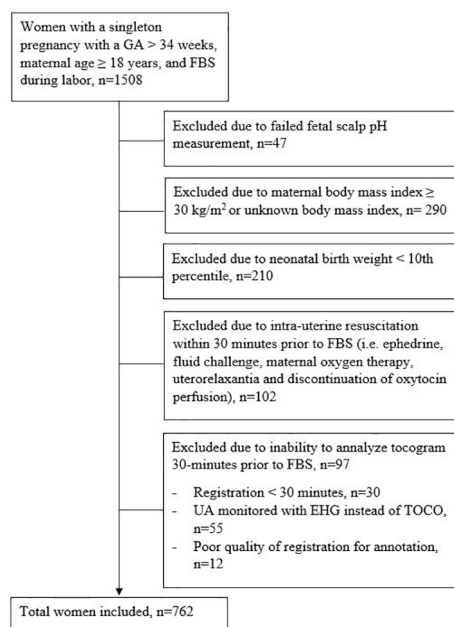 Women with a singleton
pregnancy with a GA > 34 weeks,
maternal age ≥ 18 years, and FBS
during labor, n=1508
Excluded due to failed fetal scalp pH
measurement, n=47
Excluded due to maternal body mass index ≥
30 kg/m² or unknown body mass index, n= 290
Excluded due to neonatal birth weight < 10th
percentile, n=210
Excluded due to intra-uterine resuscitation
within 30 minutes prior to FBS (i.e. ephedrine,
fluid challenge, maternal oxygen therapy,
uterorelaxantia and discontinuation of oxytocin
perfusion), n=102
Excluded due to inability to annalyze tocogram
30-minutes prior to FBS, n=97
- Registration < 30 minutes, n=30
- UA monitored with EHG instead of TOCO,
n=55
- Poor quality of registration for annotation,
n=12
Total women included, n=762